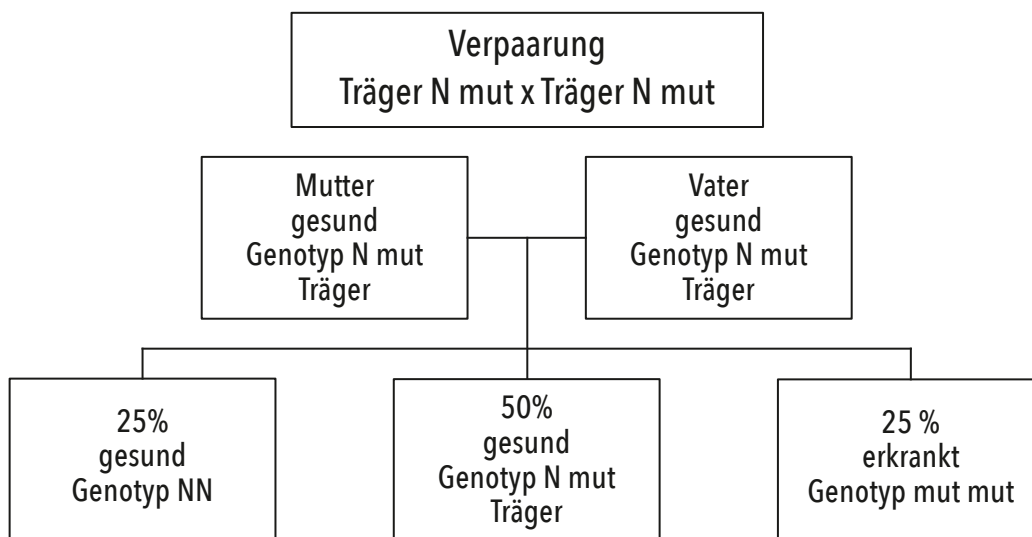 Verpaarung
Träger N mut x Träger N mut
Mutter
gesund
Genotyp N mut
Träger
Vater
gesund
Genotyp N mut
Träger
25%
gesund
Genotyp NN
50%
gesund
Genotyp N mut
Träger
25 %
erkrankt
Genotyp mut mut